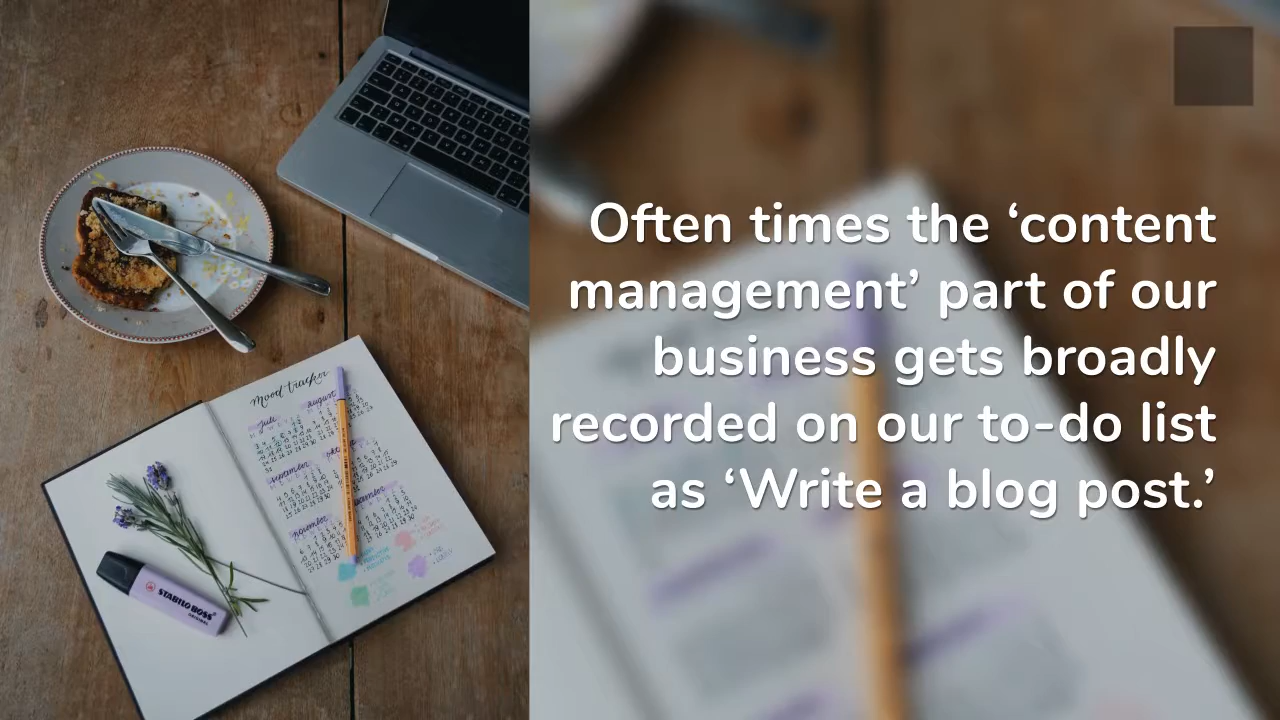 Often times the ‘content
management’ part of our
business gets broadly
recorded on our to-do list
as ‘Write a blog post.’
Mood tracker
juli
august
september
november
STABILO BOSS
ORIGINAL